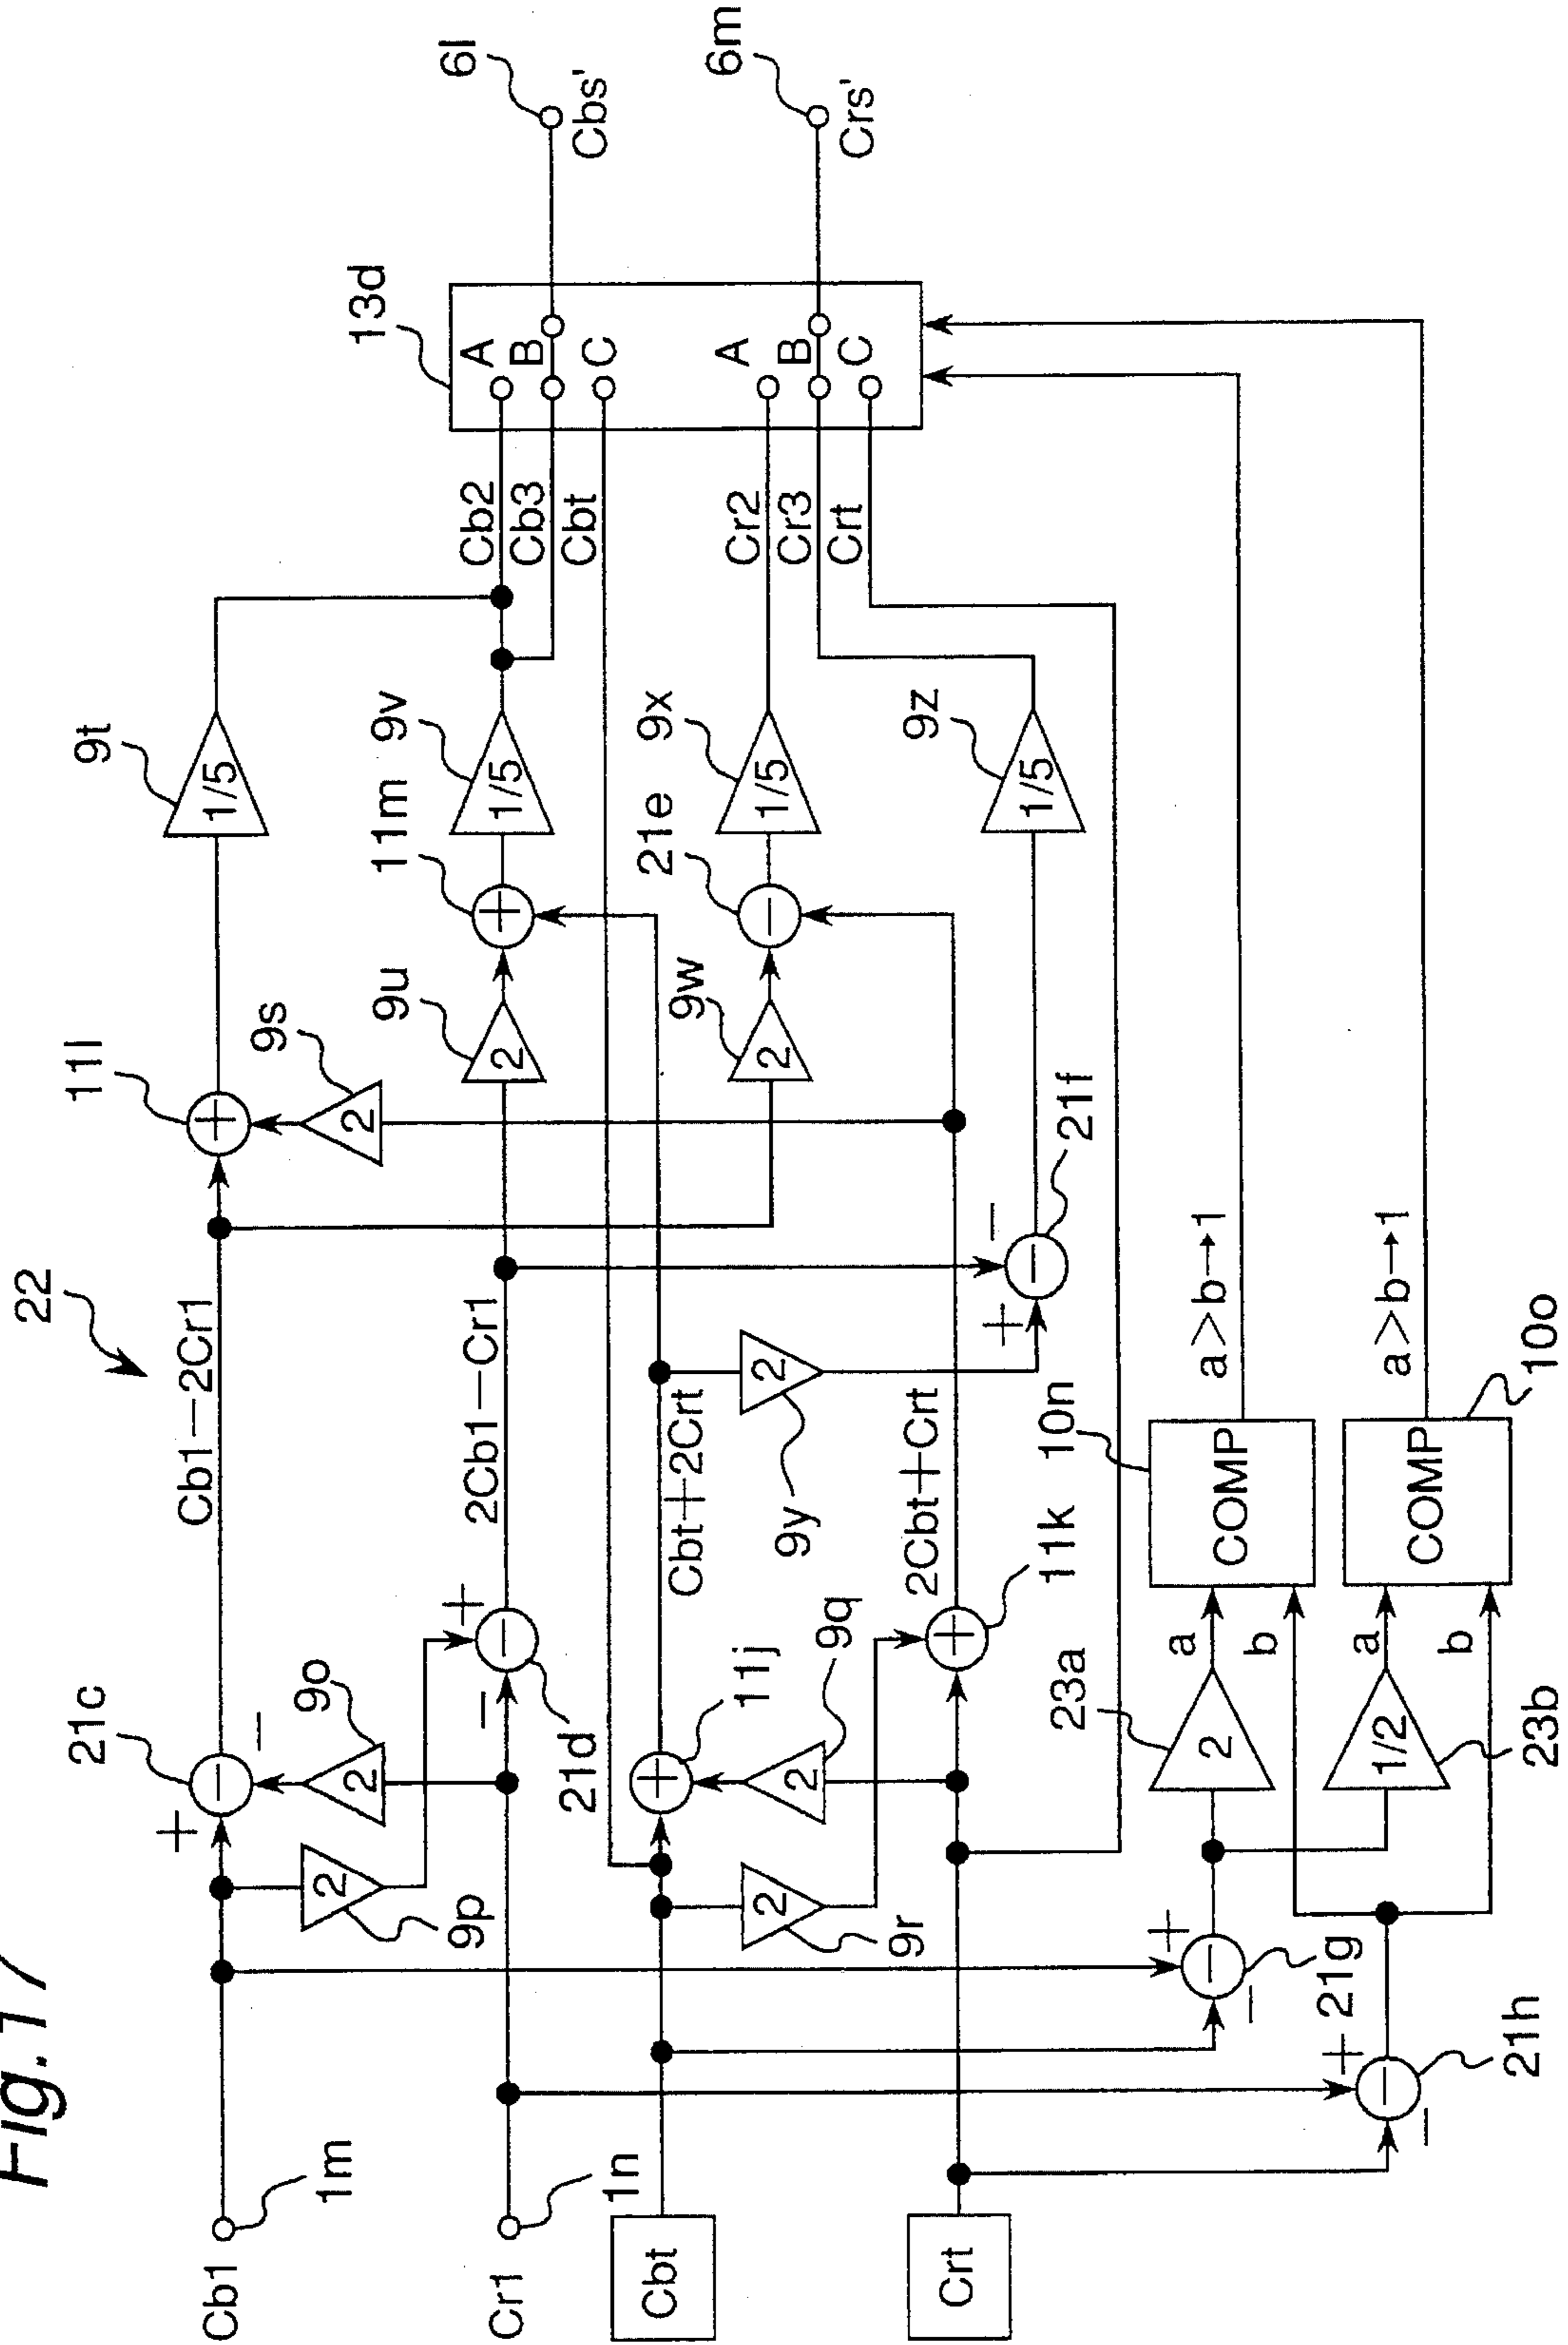 Fig.17
22
Cb1
1m
Cr1
1n
Cbt
Crt
21c
+
−
−
9o
2
9p
2
21d
+
−
−
11j
+
9q
2
9r
2
11k
+
Cb1−2Cr1
2Cb1−Cr1
Cbt+2Crt
2Cbt+Crt
9y
2
11l
+
9s
2
9u
2
9w
2
21f
+
−
−
11m
+
21e
−
9t
1/5
9v
1/5
9x
1/5
9z
1/5
Cb2
Cb3
Cbt
Cr2
Cr3
Crt
13d
A
B
C
A
B
C
6l
Cbs'
6m
Crs'
21g
+
−
−
21h
+
−
−
23a
2
23b
1/2
a
b
a
b
10n
COMP
10o
COMP
a>b→1
a>b→1